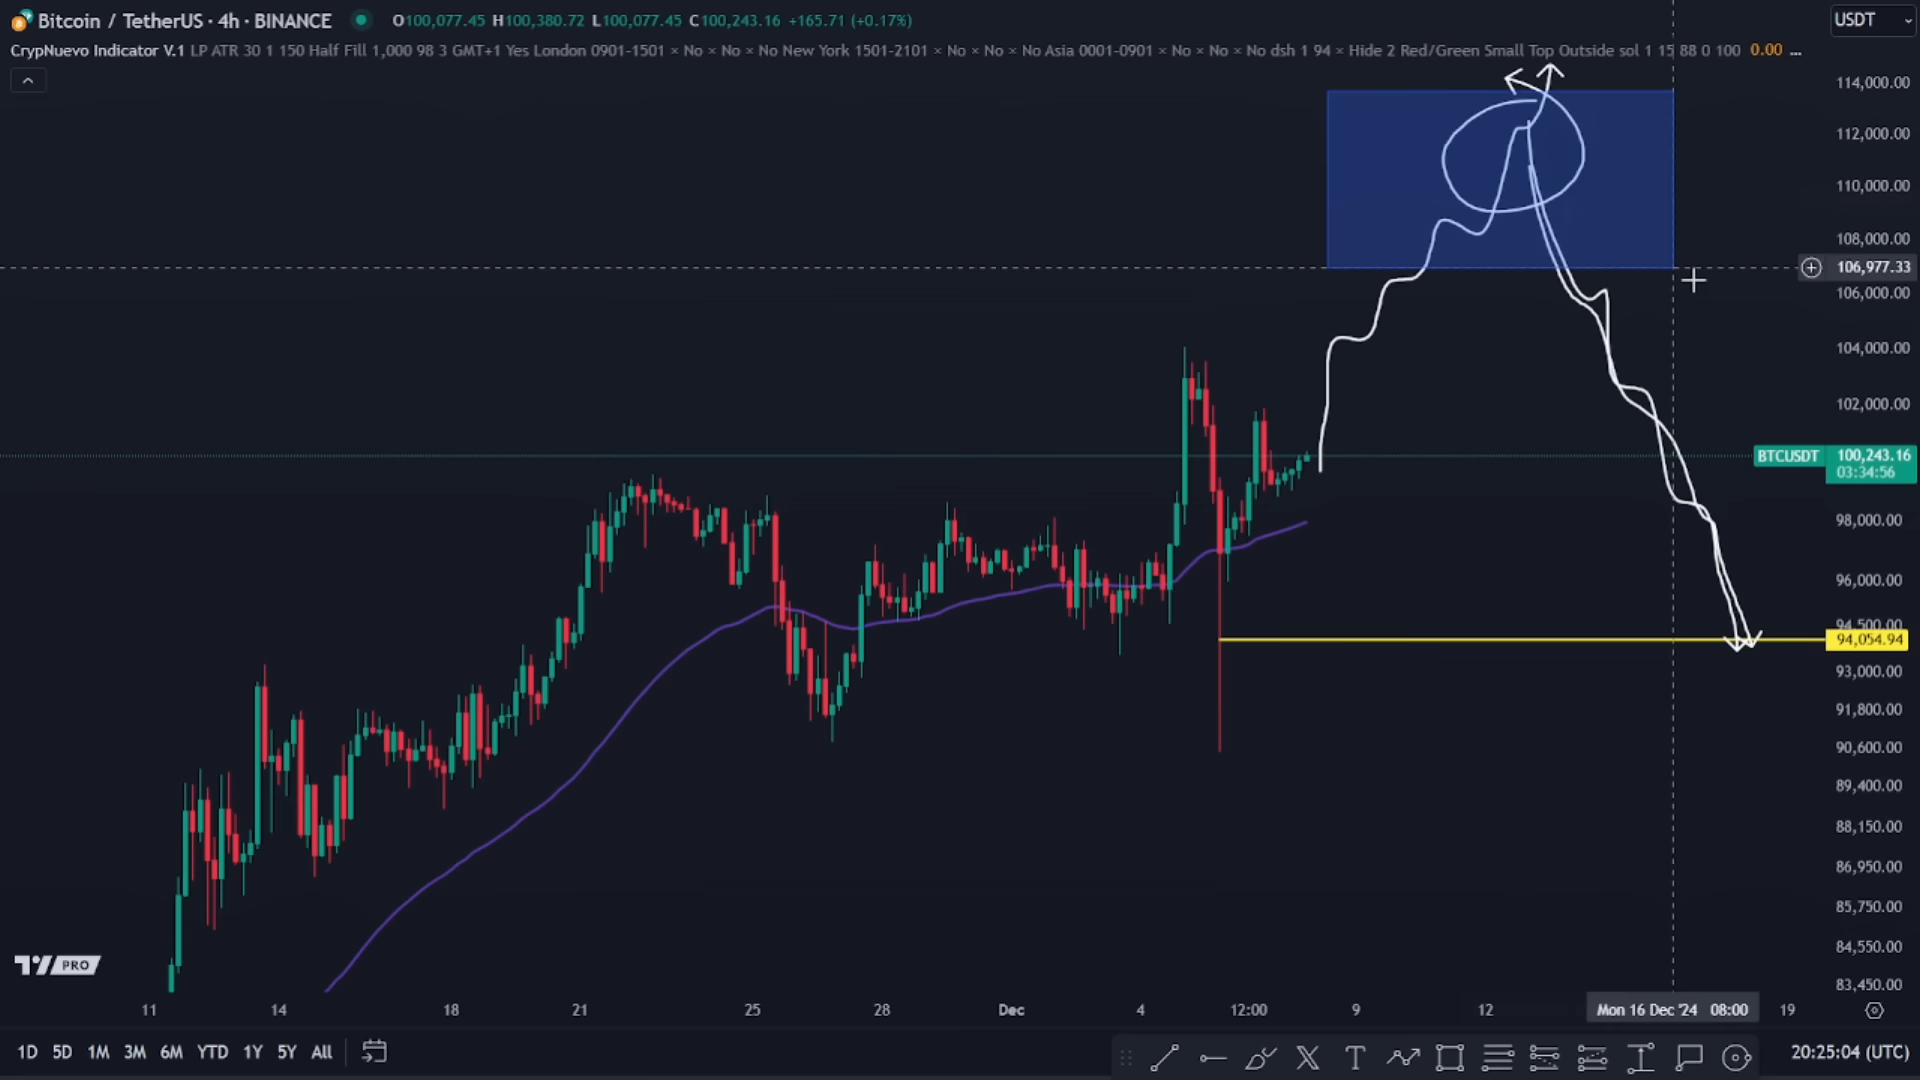 Bitcoin / TetherUS · 4h · BINANCE O100,077.45 H100,380.72 L100,077.45 C100,243.16 +165.71 (+0.17%)
USDT
CrypNuevo Indicator V.1 LP ATR 30 1 150 Half Fill 1,000 98 3 GMT+1 Yes London 0901-1501 × No × No × No New York 1501-2101 × No × No × No Asia 0001-0901 × No × No × No dsh 1 94 × Hide 2 Red/Green Small Top Outside sol 1 15 88 0 100 0.00 ...
114,000.00
112,000.00
110,000.00
108,000.00
106,977.33
106,000.00
104,000.00
102,000.00
BTCUSDT 100,243.16
03:34:56
98,000.00
96,000.00
94,500.00
94,054.94
93,000.00
91,800.00
90,600.00
89,400.00
88,150.00
86,950.00
85,750.00
84,550.00
83,450.00
TV PRO
11 14 18 21 25 28 Dec 4 12:00 9 12 Mon 16 Dec '24 08:00 19
1D 5D 1M 3M 6M YTD 1Y 5Y All
20:25:04 (UTC)